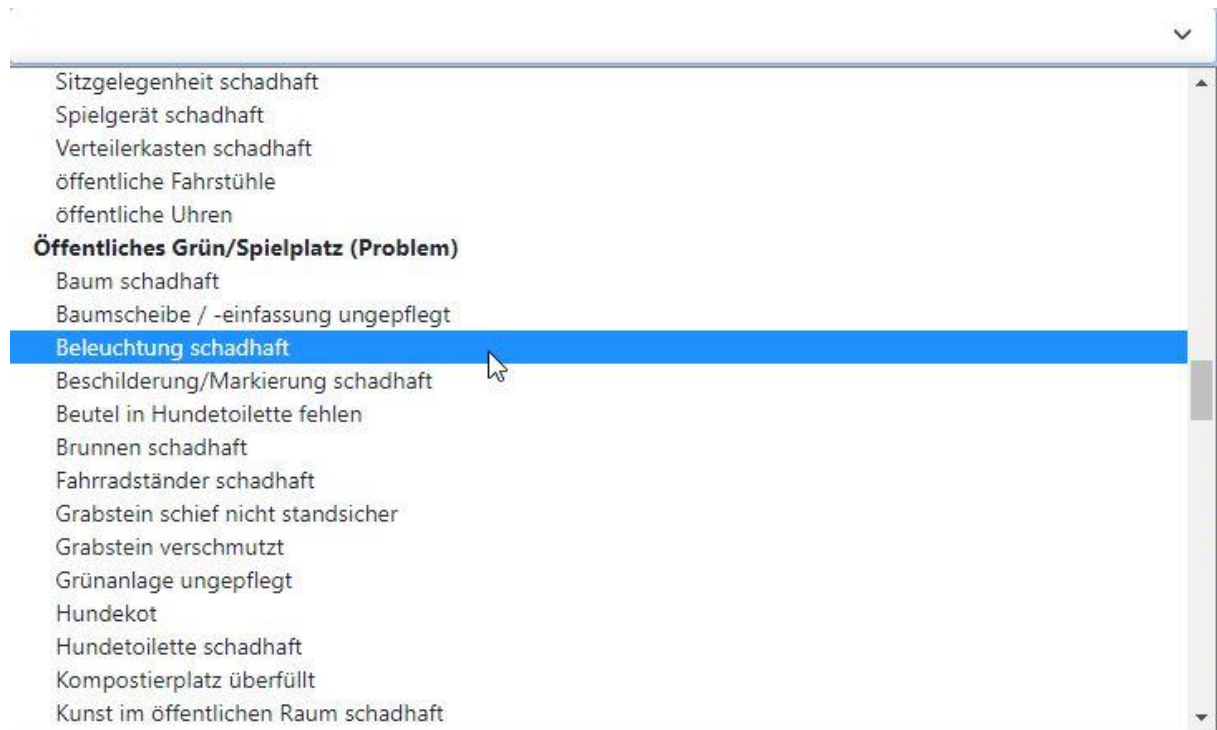 Sitzgelegenheit schadhaft
Spielgerät schadhaft
Verteilerkasten schadhaft
öffentliche Fahrstühle
öffentliche Uhren
Öffentliches Grün/Spielplatz (Problem)
Baum schadhaft
Baumscheibe / -einfassung ungepflegt
Beleuchtung schadhaft
Beschilderung/Markierung schadhaft
Beutel in Hundetoilette fehlen
Brunnen schadhaft
Fahrradständer schadhaft
Grabstein schief nicht standsicher
Grabstein verschmutzt
Grünanlage ungepflegt
Hundekot
Hundetoilette schadhaft
Kompostierplatz überfüllt
Kunst im öffentlichen Raum schadhaft